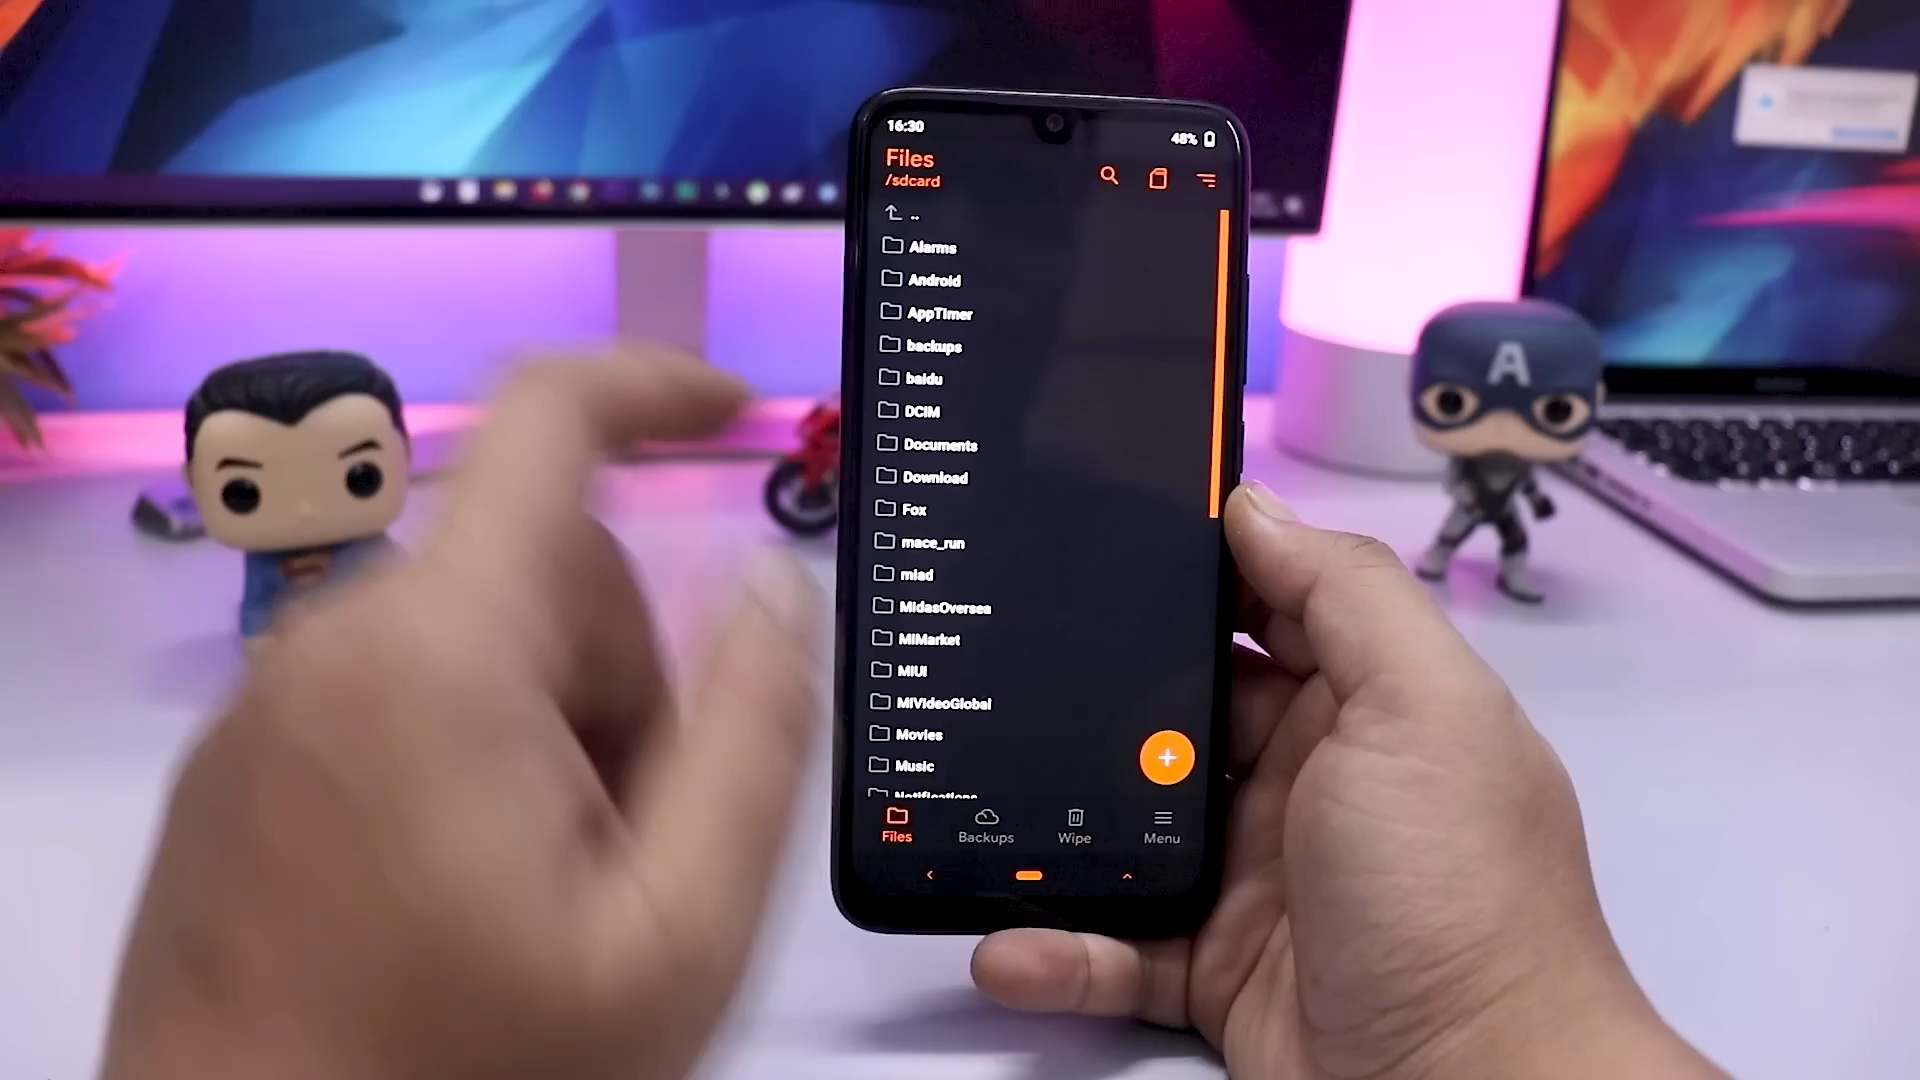 16:30
48%
Files
/sdcard
..
Alarms
Android
AppTimer
backups
baidu
DCIM
Documents
Download
Fox
mace_run
miad
MidasOversea
MIMarket
MIUI
MIVideoGlobal
Movies
Music
Notifications
Files
Backups
Wipe
Menu
A